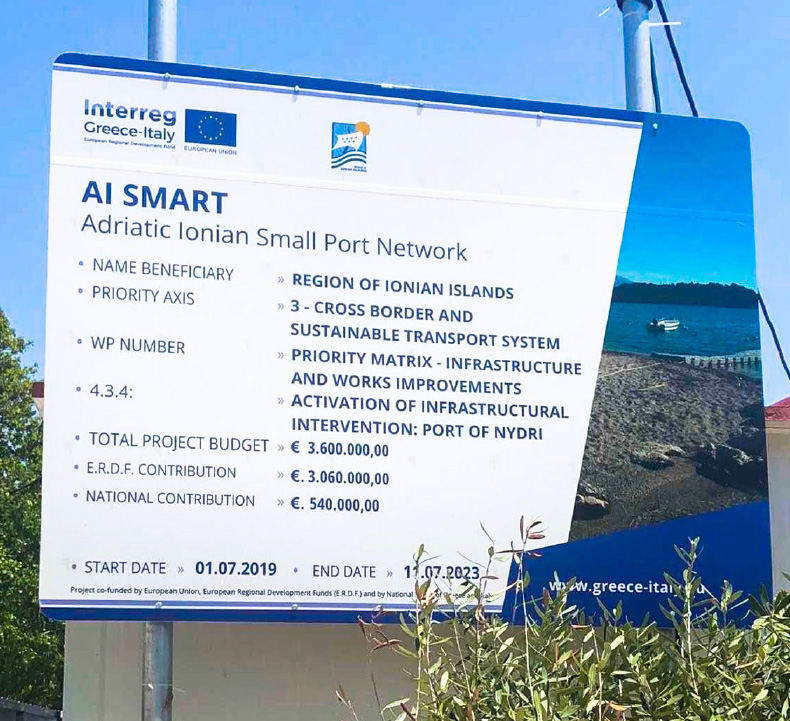 Interreg
Greece-Italy
European Regional Development Fund
EUROPEAN UNION
AI SMART
Adriatic Ionian Small Port Network
• NAME BENEFICIARY » REGION OF IONIAN ISLANDS
• PRIORITY AXIS » 3 - CROSS BORDER AND
SUSTAINABLE TRANSPORT SYSTEM
• WP NUMBER » PRIORITY MATRIX - INFRASTRUCTURE
AND WORKS IMPROVEMENTS
• 4.3.4: » ACTIVATION OF INFRASTRUCTURAL
INTERVENTION: PORT OF NYDRI
• TOTAL PROJECT BUDGET » € 3.600.000,00
• E.R.D.F. CONTRIBUTION » €. 3.060.000,00
• NATIONAL CONTRIBUTION » €. 540.000,00
• START DATE » 01.07.2019 • END DATE » 11.07.2023
Project co-funded by European Union, European Regional Development Funds (E.R.D.F.) and by National of Greece
www.greece-ita